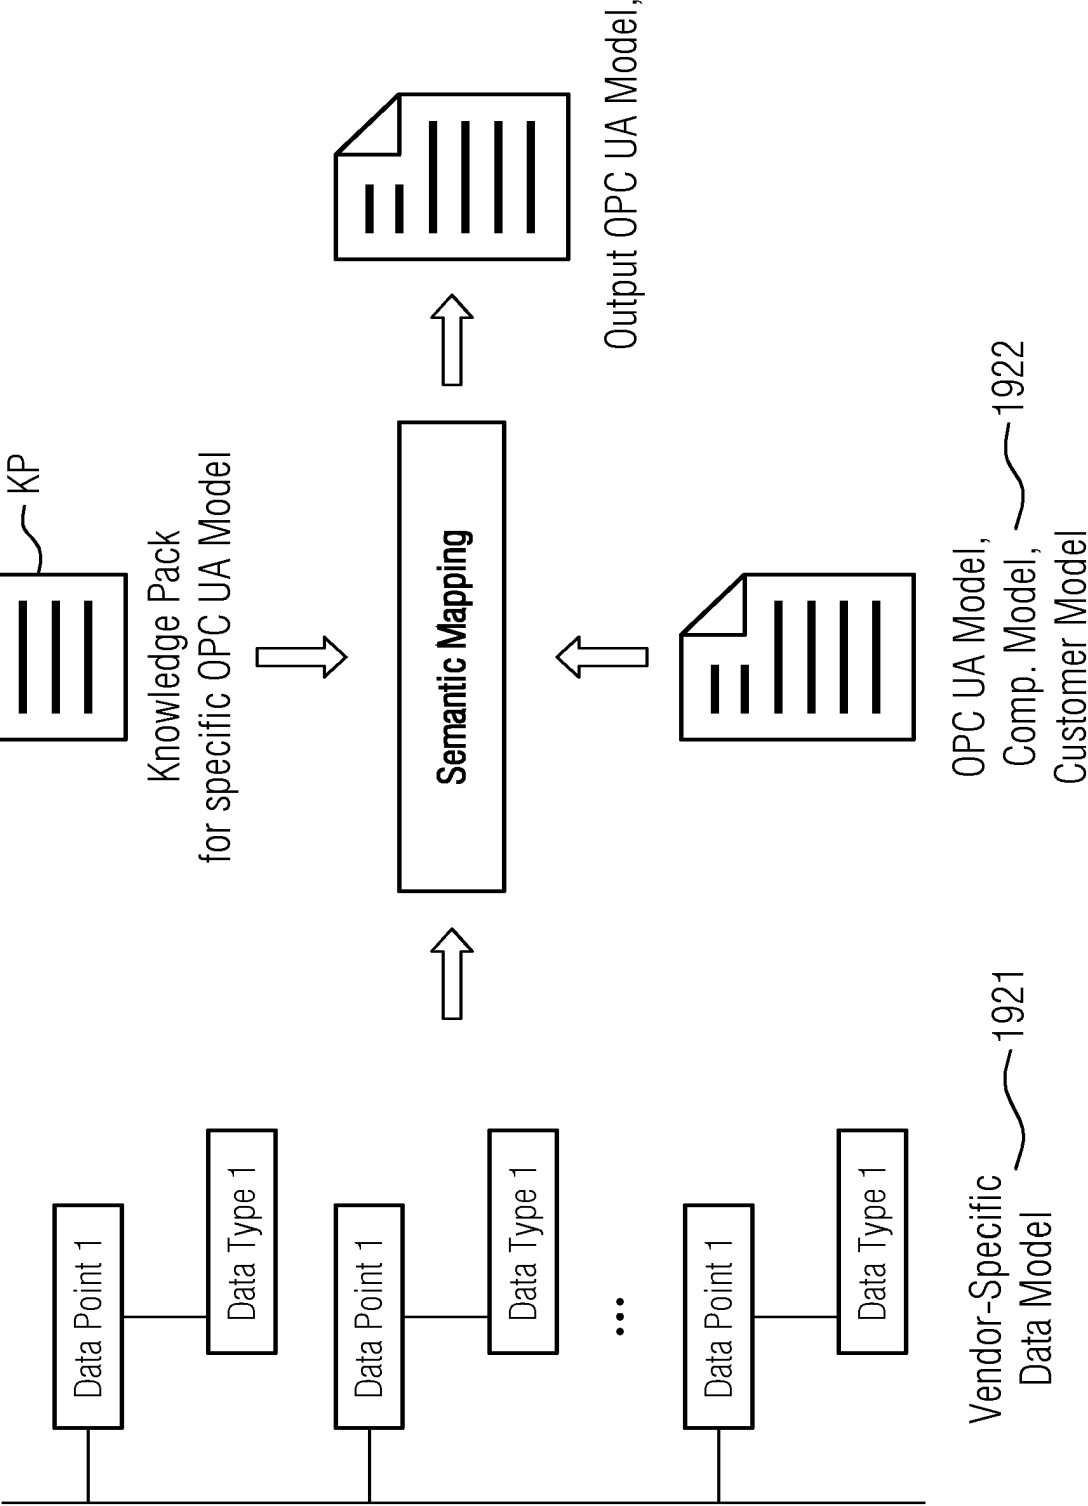 KP
Knowledge Pack
for specific OPC UA Model
Data Point 1
Data Type 1
Data Point 1
Data Type 1
...
Data Point 1
Data Type 1
Semantic Mapping
Output OPC UA Model,
Vendor-Specific
Data Model
1921
OPC UA Model,
Comp. Model,
Customer Model
1922